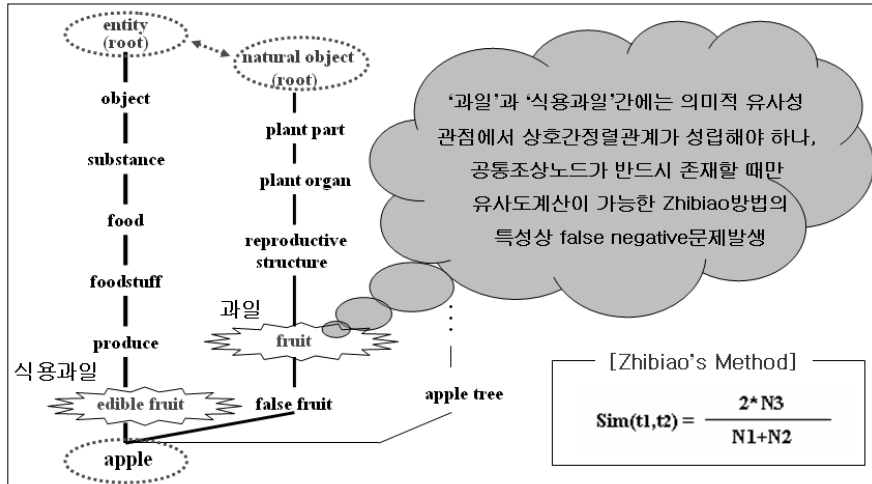 entity
(root)
object
substance
food
foodstuff
produce
식용과일
edible fruit
apple
natural object
(root)
plant part
plant organ
reproductive
structure
과일
fruit
false fruit
apple tree
‘과일’과 ‘식용과일’간에는 의미적 유사성
관점에서 상호간정렬관계가 성립해야 하나,
공통조상노드가 반드시 존재할 때만
유사도계산이 가능한 Zhibiao방법의
특성상 false negative문제발생
[Zhibiao's Method]
Sim(t1,t2) = 2* N3 / N1+N2